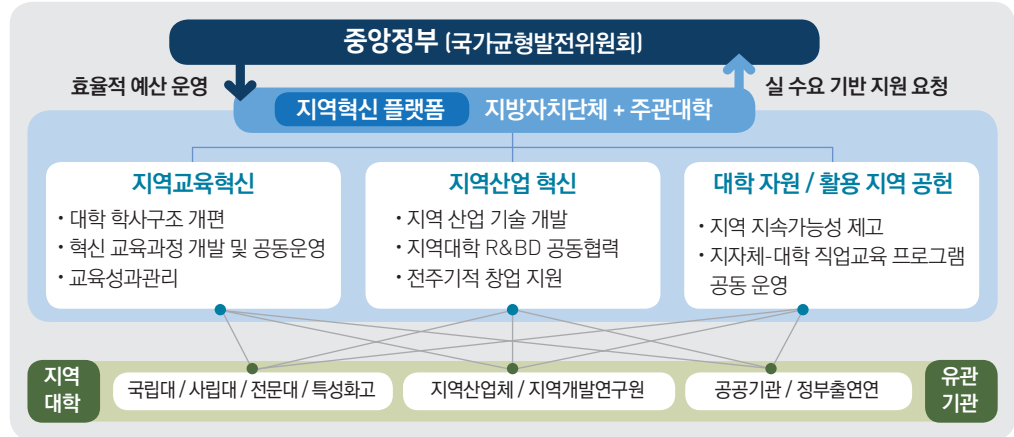 중앙정부 (국가균형발전위원회)
효율적 예산 운영
실 수요 기반 지원 요청
지역혁신 플랫폼 지방자치단체 + 주관대학
지역교육혁신
· 대학 학사구조 개편
· 혁신 교육과정 개발 및 공동운영
· 교육성과관리
지역산업 혁신
· 지역 산업 기술 개발
· 지역대학 R&BD 공동협력
· 전주기적 창업 지원
대학 자원 / 활용 지역 공헌
· 지역 지속가능성 제고
· 지자체-대학 직업교육 프로그램
공동 운영
지역
대학
국립대 / 사립대 / 전문대 / 특성화고
지역산업체 / 지역개발연구원
공공기관 / 정부출연연
유관
기관